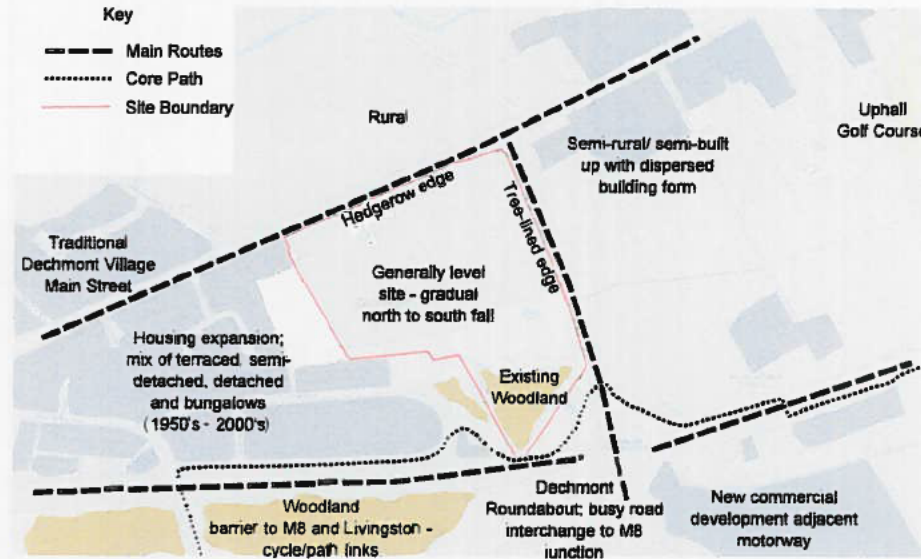 Key
Main Routes
Core Path
Site Boundary
Rural
Uphall
Golf Course
Semi-rural/ semi-built
up with dispersed
building form
Hedgerow edge
Tree-lined edge
Traditional
Dechmont Village
Main Street
Generally level
site - gradual
north to south fall
Housing expansion;
mix of terraced, semi-
detached, detached
and bungalows
(1950's - 2000's)
Existing
Woodland
Woodland
barrier to M8 and Livingston -
cycle/path links
Dechmont
Roundabout; busy road
interchange to M8
junction
New commercial
development adjacent
motorway